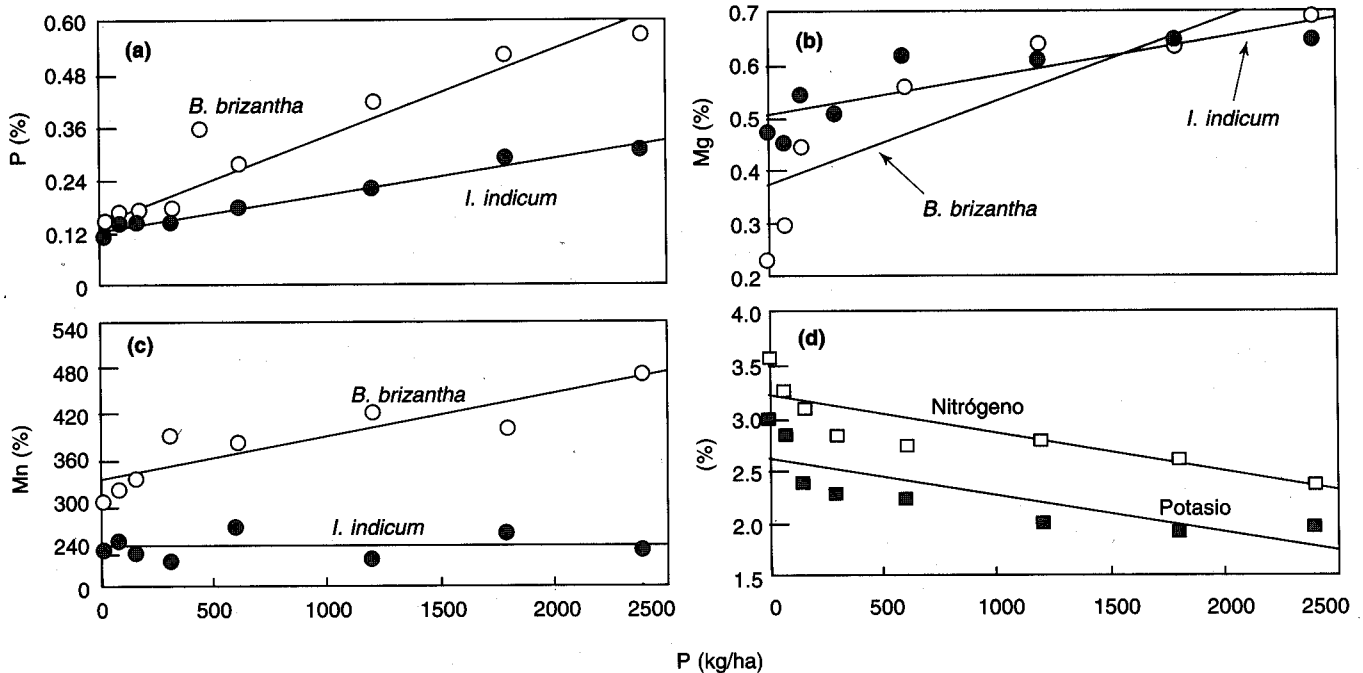 (a)
P (%)
0.60
0.48
0.36
0.24
0.12
0
B. brizantha
I. indicum
(b)
Mg (%)
0.7
0.6
0.5
0.4
0.3
0.2
I. indicum
B. brizantha
(c)
Mn (%)
540
480
420
360
300
240
0
B. brizantha
I. indicum
0 500 1000 1500 2000 2500
(d)
(%)
4.0
3.5
3.0
2.5
2.0
1.5
Nitrógeno
Potasio
0 500 1000 1500 2000 2500
P (kg/ha)